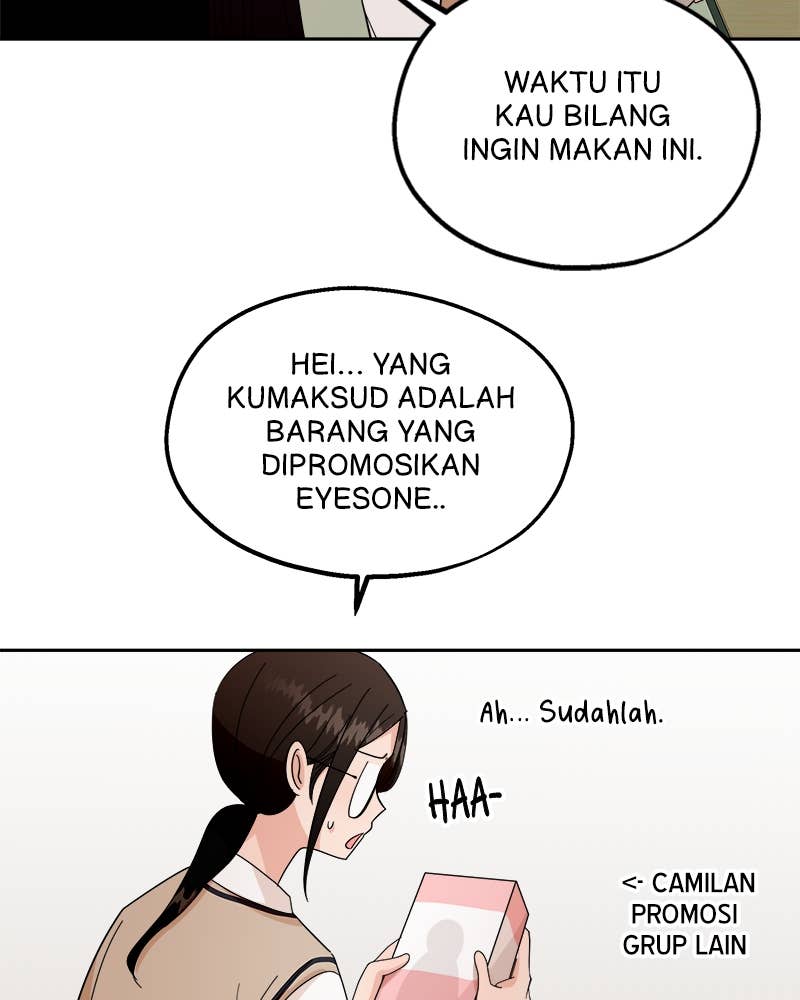 WAKTU ITU
KAU BILANG
INGIN MAKAN INI.
HEI... YANG
KUMAKSUD ADALAH
BARANG YANG
DIPROMOSIKAN
EYESONE..
Ah... Sudahlah.
HAA-
<- CAMILAN
PROMOSI
GRUP LAIN